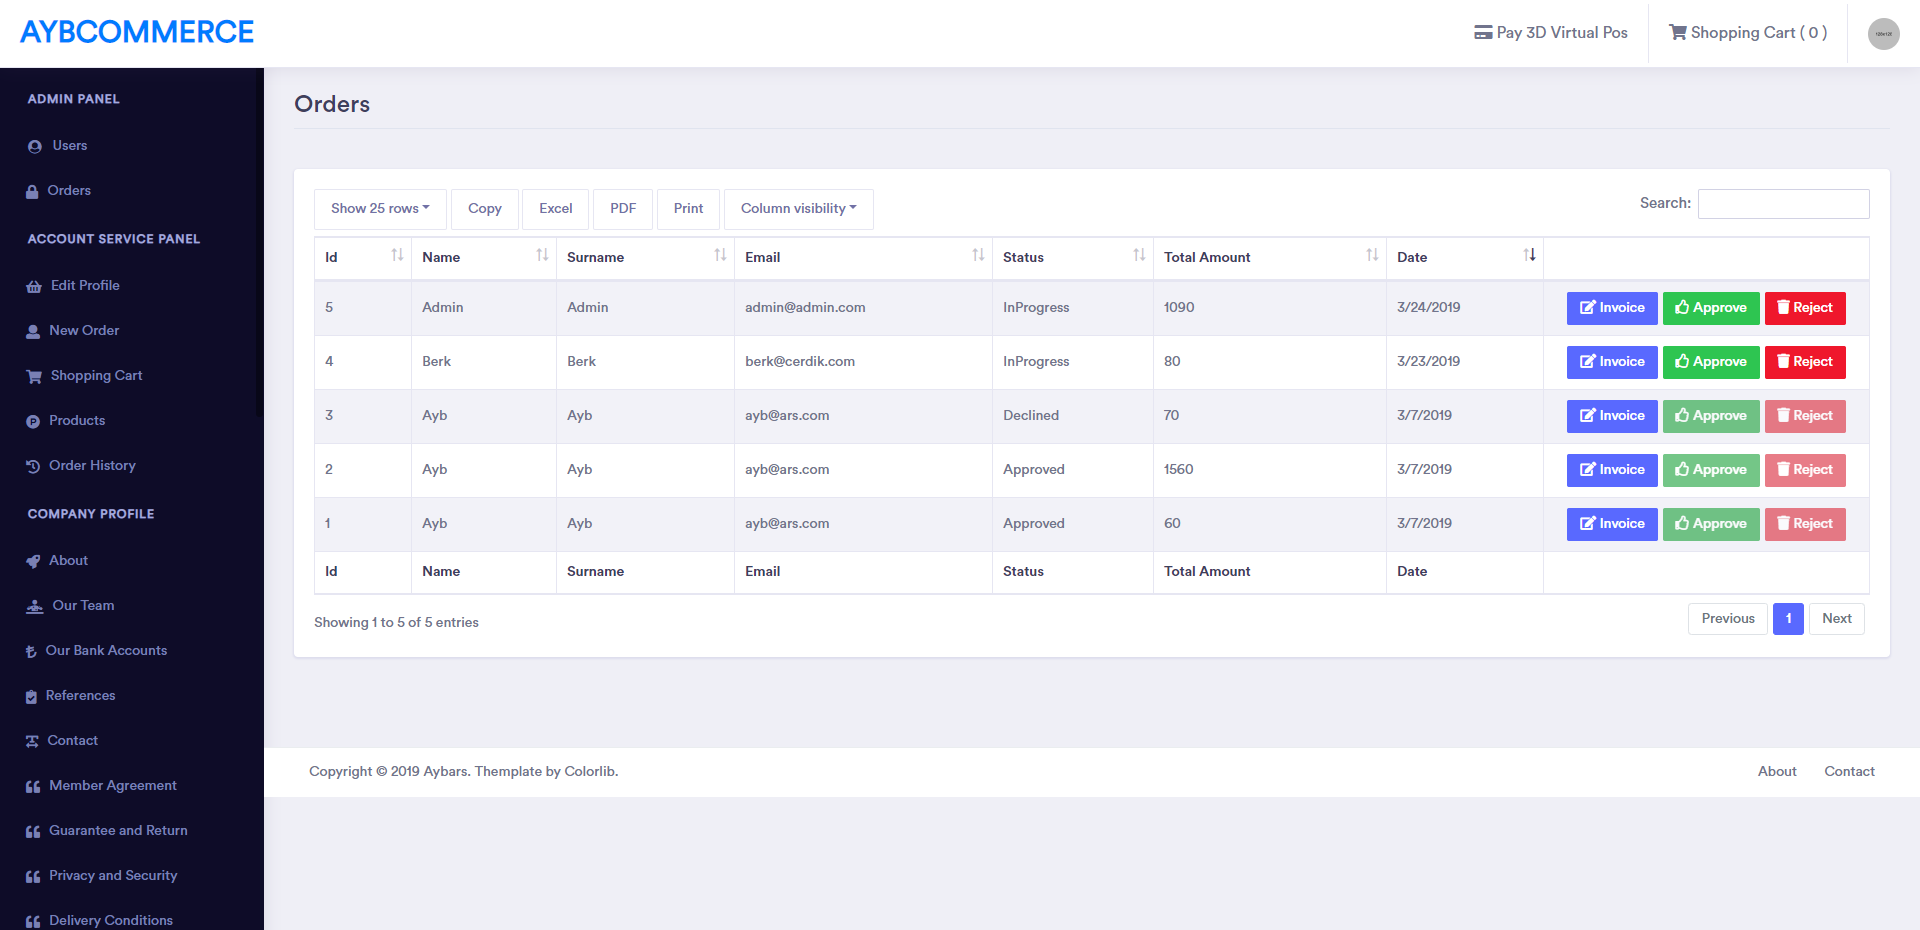 AYBCOMMERCE
Pay 3D Virtual Pos
Shopping Cart ( 0 )
ADMIN PANEL
Users
Orders
ACCOUNT SERVICE PANEL
Edit Profile
New Order
Shopping Cart
Products
Order History
COMPANY PROFILE
About
Our Team
Our Bank Accounts
References
Contact
Member Agreement
Guarantee and Return
Privacy and Security
Delivery Conditions
Orders
Show 25 rows Copy Excel PDF Print Column visibility
Search:
Id Name Surname Email Status Total Amount Date
5 Admin Admin admin@admin.com InProgress 1090 3/24/2019 Invoice Approve Reject
4 Berk Berk berk@cerdik.com InProgress 80 3/23/2019 Invoice Approve Reject
3 Ayb Ayb ayb@ars.com Declined 70 3/7/2019 Invoice Approve Reject
2 Ayb Ayb ayb@ars.com Approved 1560 3/7/2019 Invoice Approve Reject
1 Ayb Ayb ayb@ars.com Approved 60 3/7/2019 Invoice Approve Reject
Id Name Surname Email Status Total Amount Date
Showing 1 to 5 of 5 entries
Previous 1 Next
Copyright © 2019 Aybars. Themplate by Colorlib.
About Contact